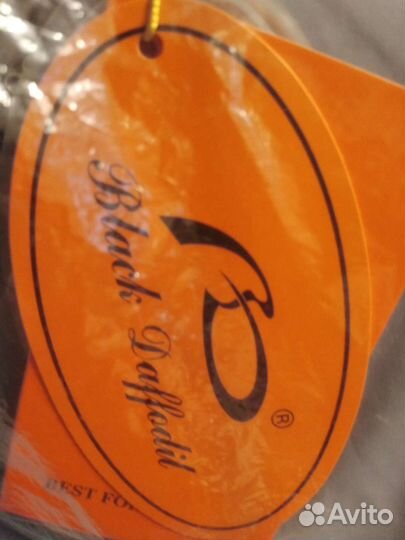 ®
Black Daffodil
BEST FO
Avito